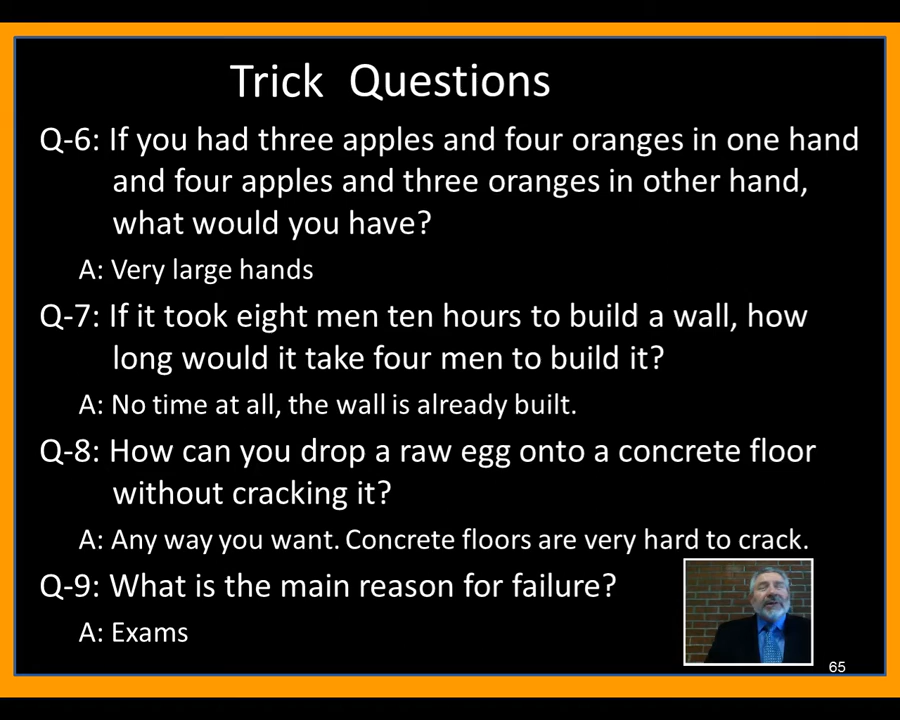 Trick Questions
Q-6: If you had three apples and four oranges in one hand
and four apples and three oranges in other hand,
what would you have?
A: Very large hands
Q-7: If it took eight men ten hours to build a wall, how
long would it take four men to build it?
A: No time at all, the wall is already built.
Q-8: How can you drop a raw egg onto a concrete floor
without cracking it?
A: Any way you want. Concrete floors are very hard to crack.
Q-9: What is the main reason for failure?
A: Exams
65